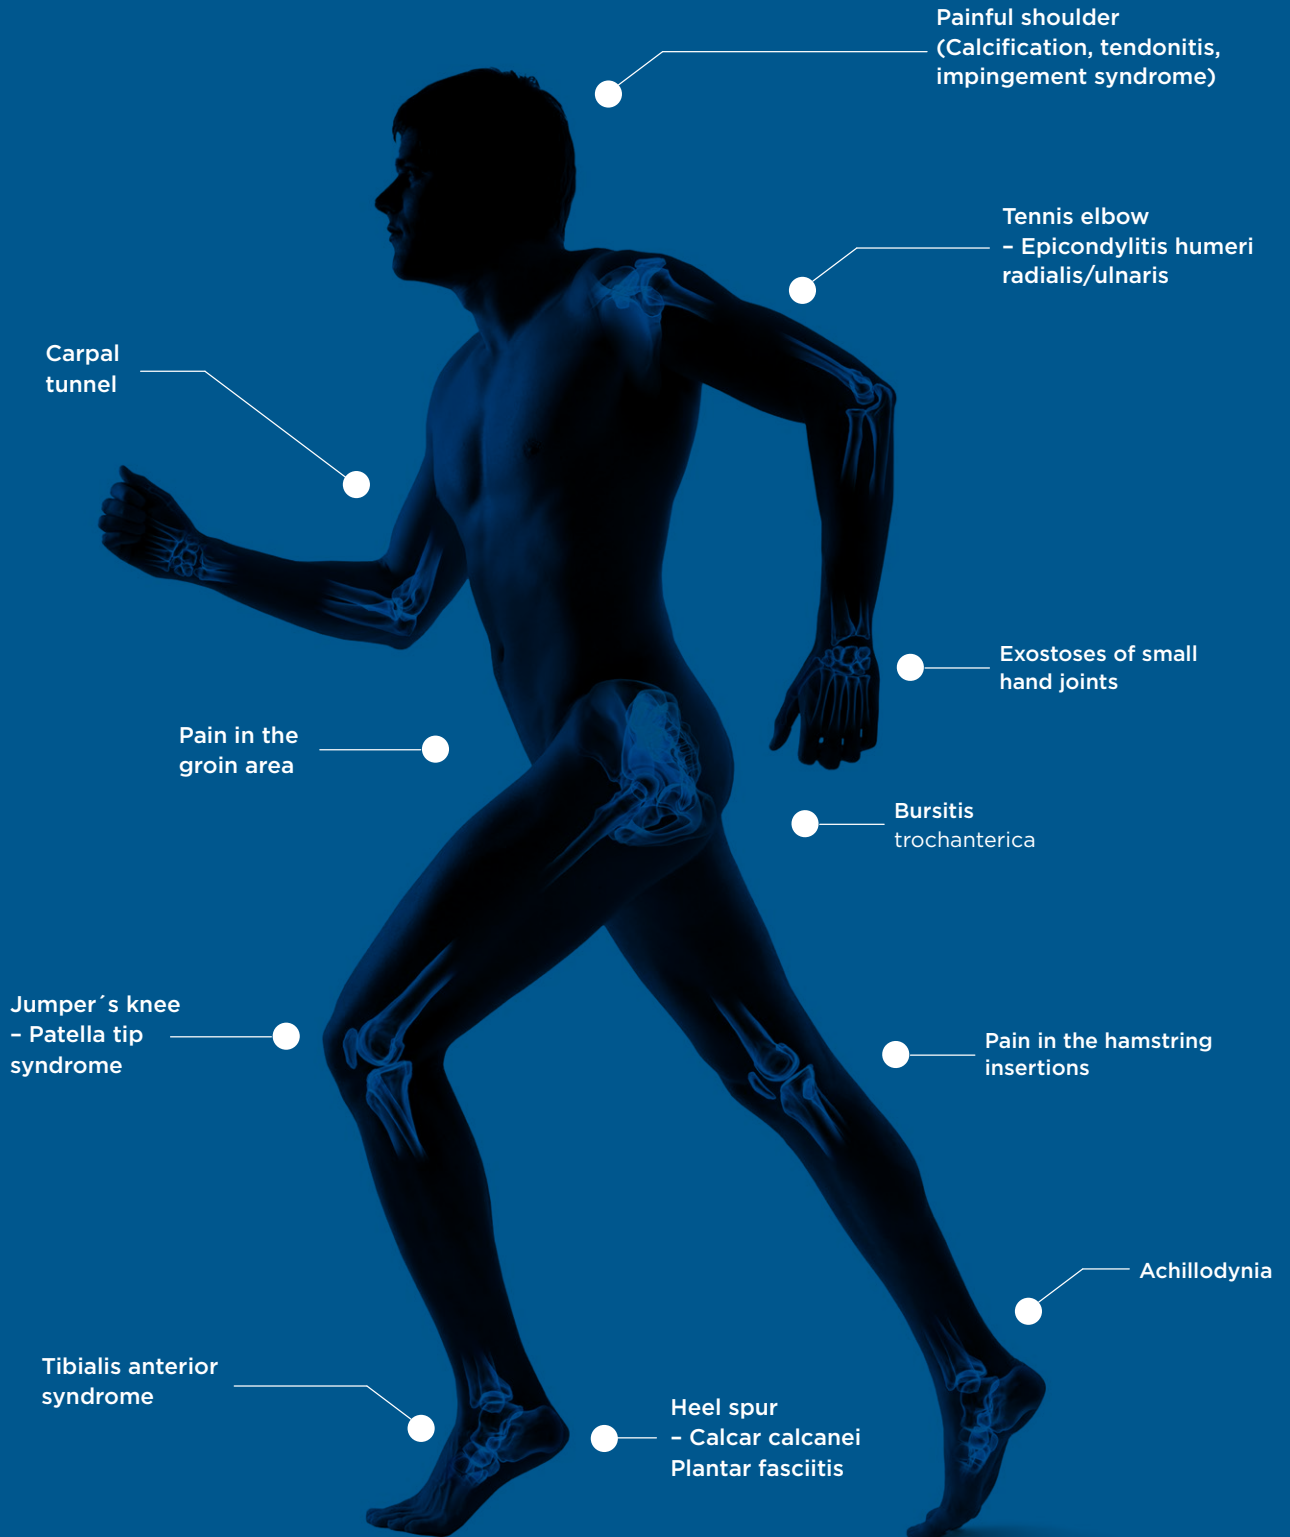 Painful shoulder
(Calcification, tendonitis,
impingement syndrome)
Tennis elbow
– Epicondylitis humeri
radialis/ulnaris
Carpal
tunnel
Exostoses of small
hand joints
Pain in the
groin area
Bursitis
trochanterica
Jumper´s knee
– Patella tip
syndrome
Pain in the hamstring
insertions
Achillodynia
Tibialis anterior
syndrome
Heel spur
– Calcar calcanei
Plantar fasciitis